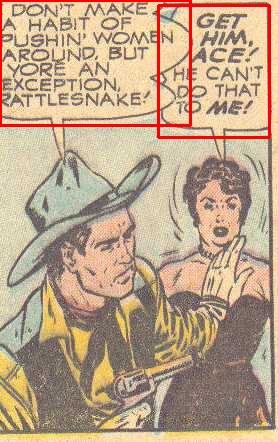 DON'T MAKE
A HABIT OF
PUSHIN' WOMEN
AROUND, BUT
YORE AN
EXCEPTION,
RATTLESNAKE!
GET
HIM,
ACE!
HE CAN'T
DO THAT
TO ME!